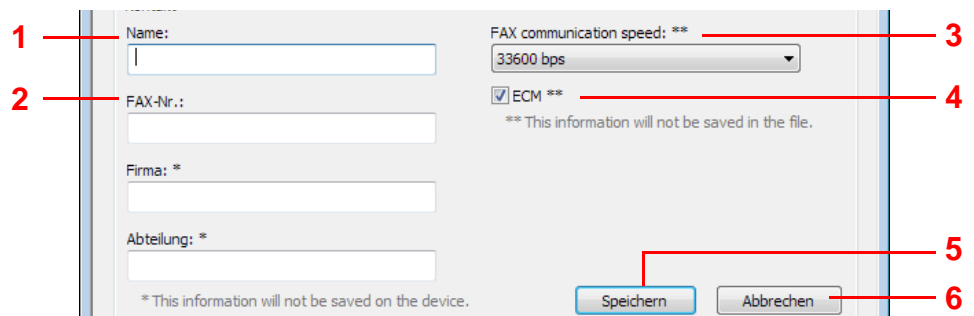 1
Name:
2
FAX-Nr.:
Firma: *
Abteilung: *
* This information will not be saved on the device.
FAX communication speed: **
3
33600 bps
ECM **
4
** This information will not be saved in the file.
5
Speichern
Abbrechen
6